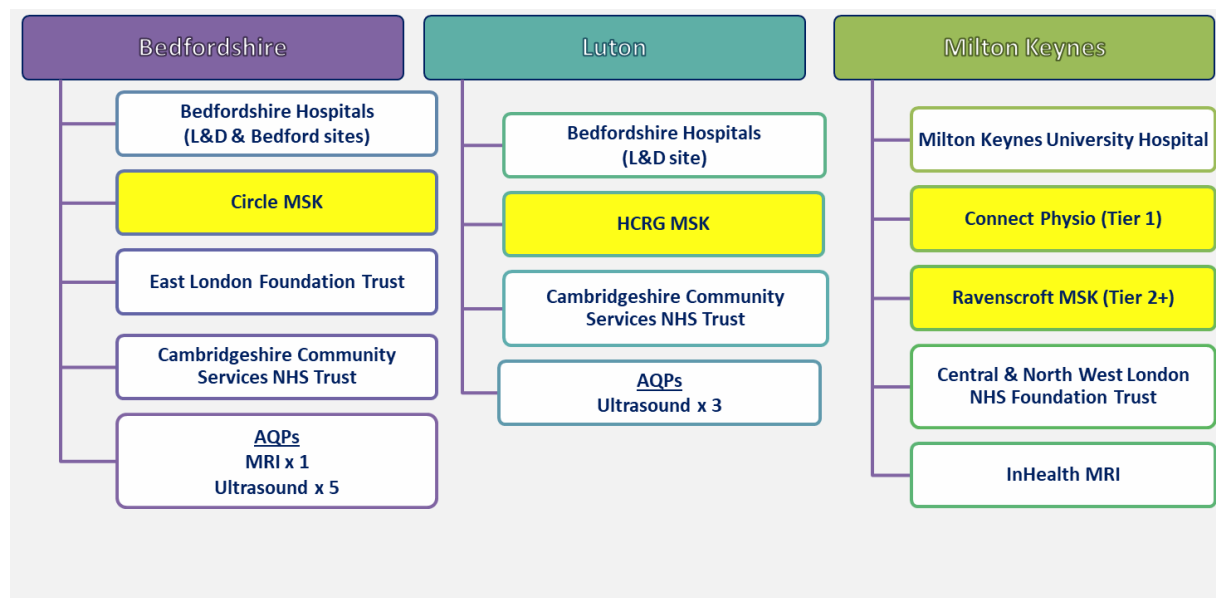 Bedfordshire
Bedfordshire Hospitals
(L&D & Bedford sites)
Circle MSK
East London Foundation Trust
Cambridgeshire Community
Services NHS Trust
AQPs
MRI x 1
Ultrasound x 5
Luton
Bedfordshire Hospitals
(L&D site)
HCRG MSK
Cambridgeshire Community
Services NHS Trust
AQPs
Ultrasound x 3
Milton Keynes
Milton Keynes University Hospital
Connect Physio (Tier 1)
Ravenscroft MSK (Tier 2+)
Central & North West London
NHS Foundation Trust
InHealth MRI